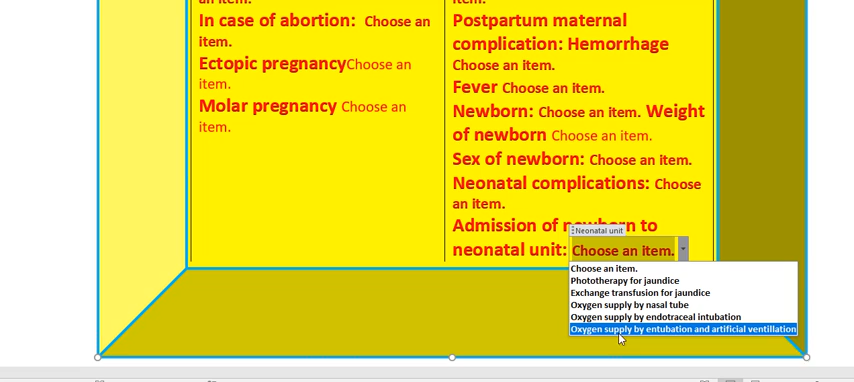 an item.
In case of abortion: Choose an
item.
Ectopic pregnancyChoose an
item.
Molar pregnancy Choose an
item.
item.
Postpartum maternal
complication: Hemorrhage
Choose an item.
Fever Choose an item.
Newborn: Choose an item. Weight
of newborn Choose an item.
Sex of newborn: Choose an item.
Neonatal complications: Choose
an item.
Admission of newborn to
Neonatal unit
neonatal unit: Choose an item.
Choose an item.
Phototherapy for jaundice
Exchange transfusion for jaundice
Oxygen supply by nasal tube
Oxygen supply by endotraceal intubation
Oxygen supply by entubation and artificial ventillation